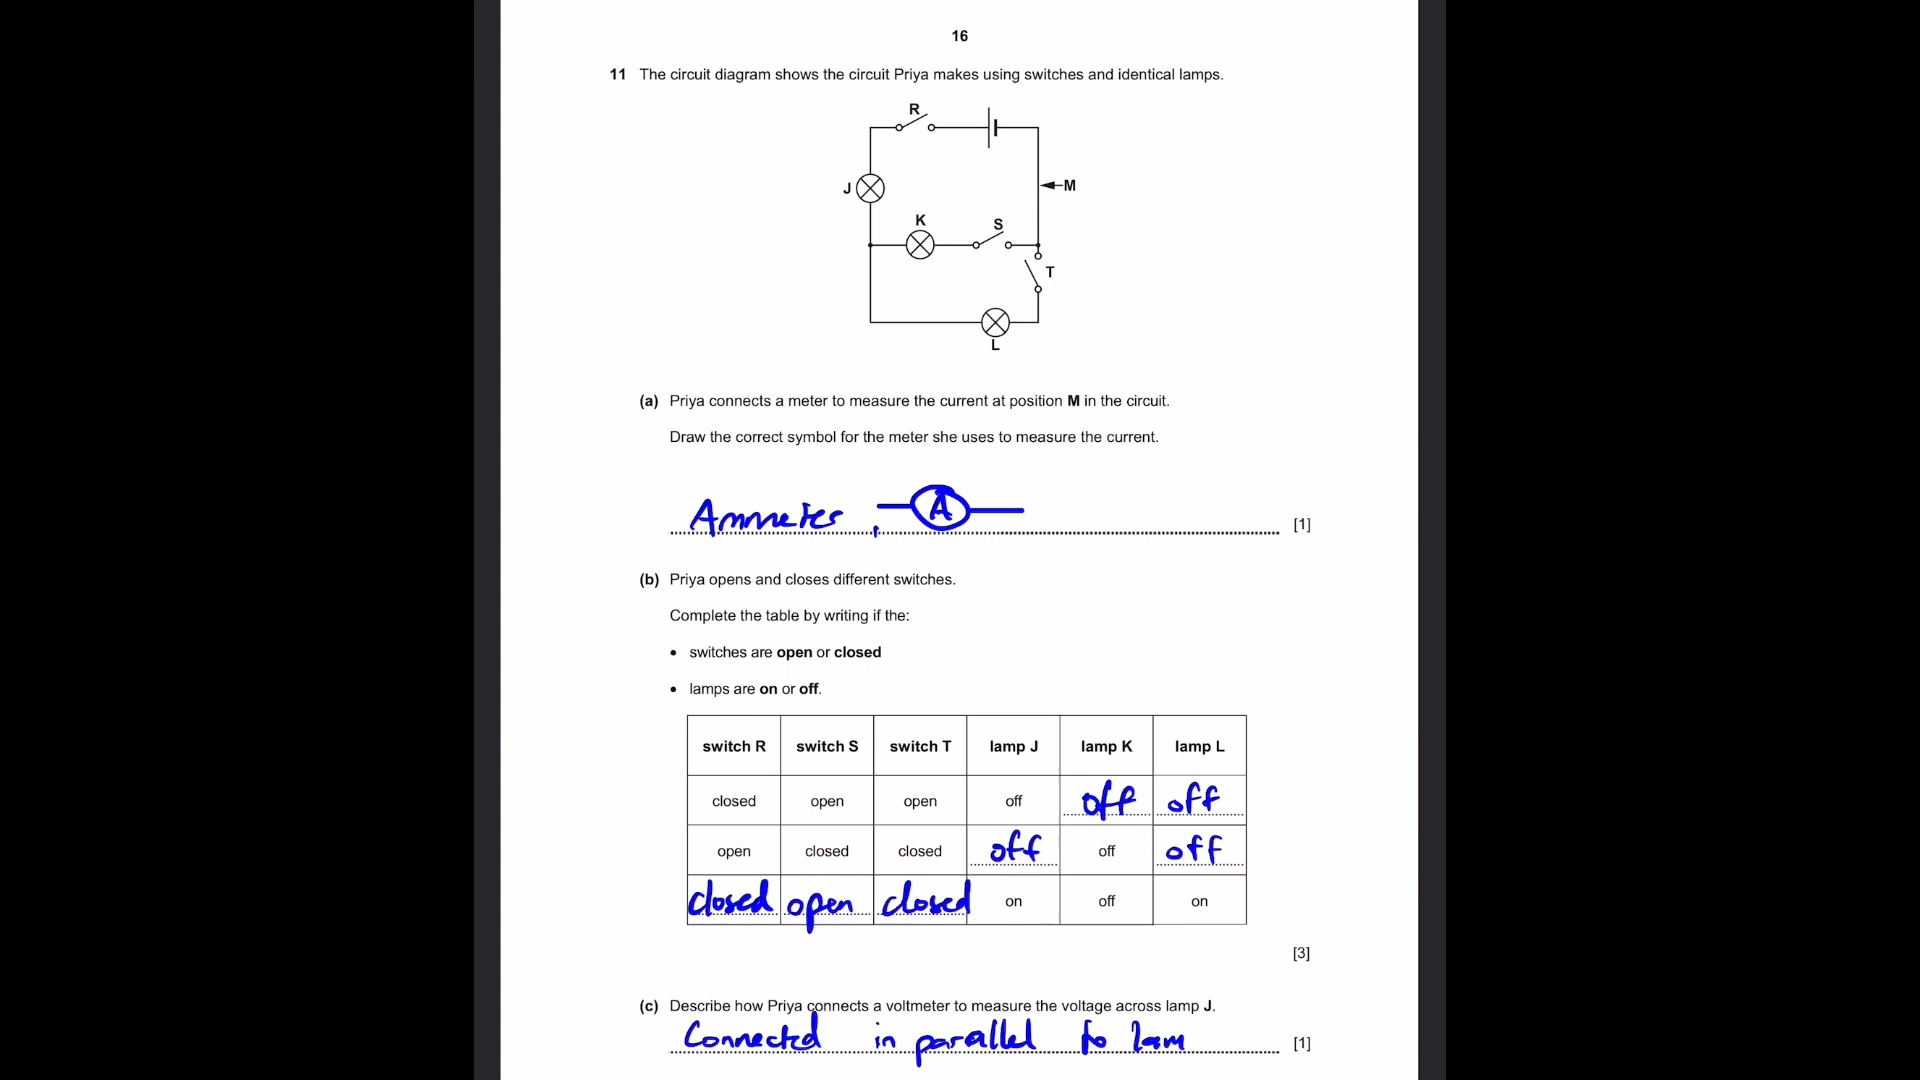 16
11 The circuit diagram shows the circuit Priya makes using switches and identical lamps.
R
J
M
K
S
T
L
(a) Priya connects a meter to measure the current at position M in the circuit.
Draw the correct symbol for the meter she uses to measure the current.
Ammeter, A [1]
(b) Priya opens and closes different switches.
Complete the table by writing if the:
• switches are open or closed
• lamps are on or off.
switch R switch S switch T lamp J lamp K lamp L
closed open open off off off
open closed closed off off off
closed open closed on off on
[3]
(c) Describe how Priya connects a voltmeter to measure the voltage across lamp J.
Connected in parallel to lam [1]